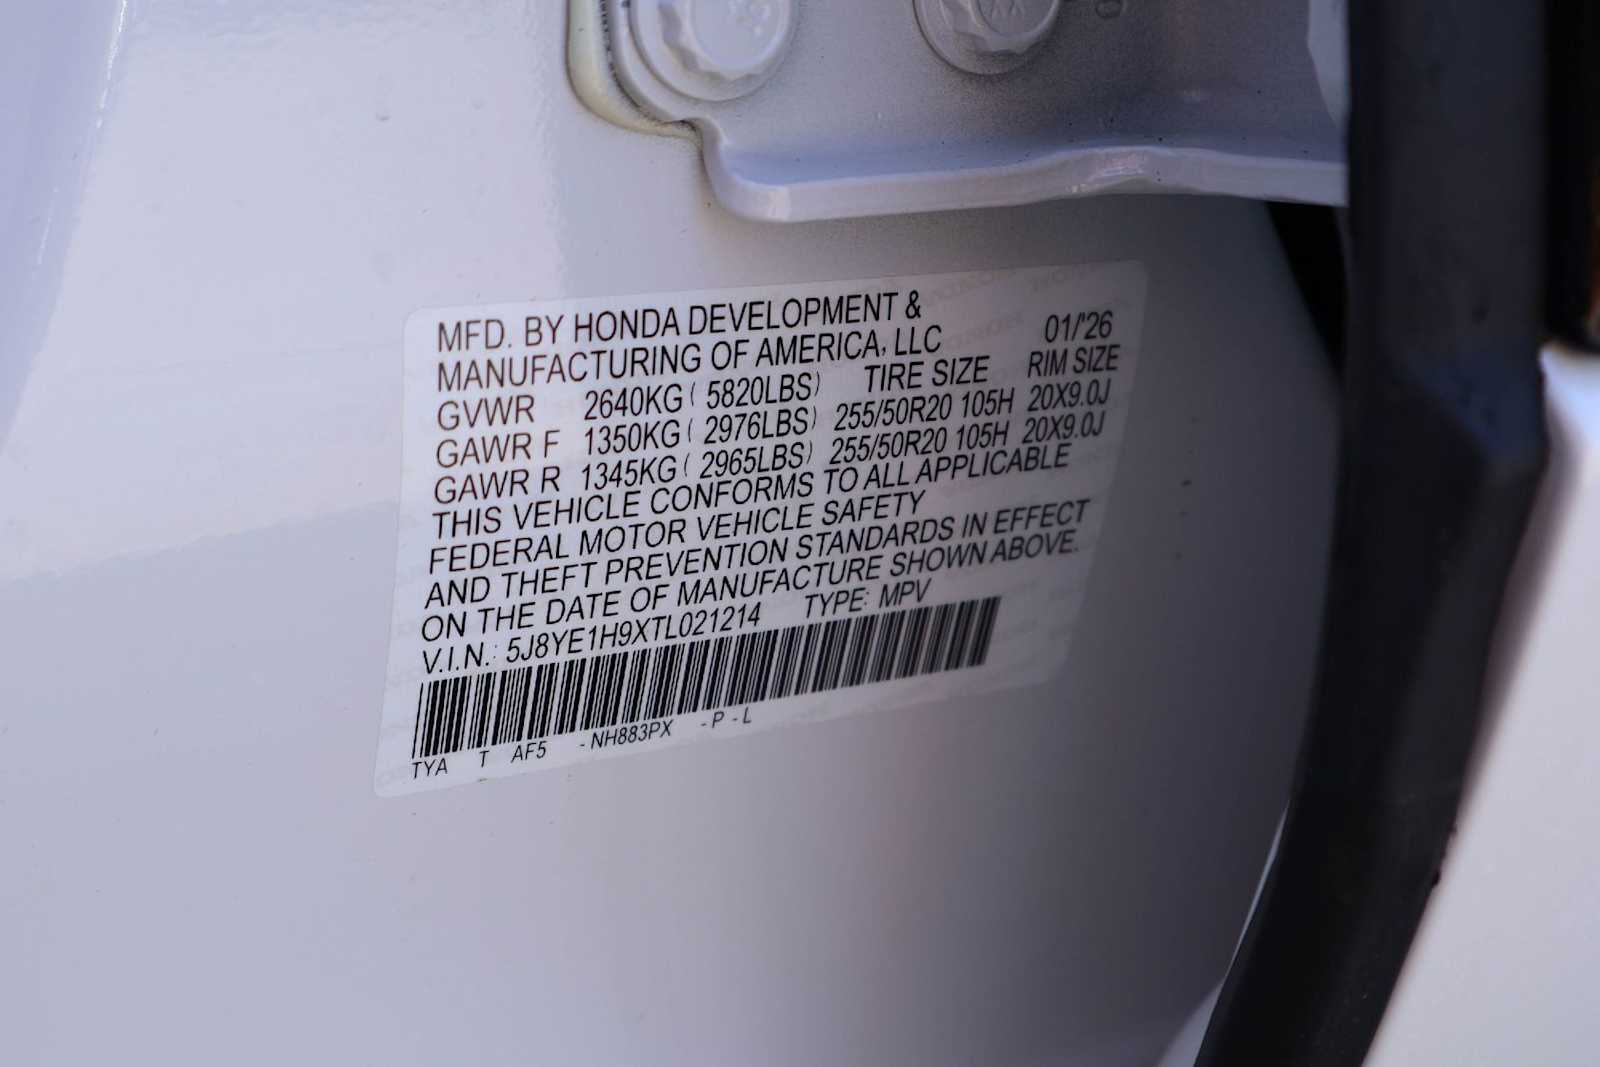 MFD. BY HONDA DEVELOPMENT &
MANUFACTURING OF AMERICA, LLC 01/'26
GVWR 2640KG ( 5820LBS) TIRE SIZE RIM SIZE
GAWR F 1350KG ( 2976LBS) 255/50R20 105H 20X9.0J
GAWR R 1345KG ( 2965LBS) 255/50R20 105H 20X9.0J
THIS VEHICLE CONFORMS TO ALL APPLICABLE
FEDERAL MOTOR VEHICLE SAFETY
AND THEFT PREVENTION STANDARDS IN EFFECT
ON THE DATE OF MANUFACTURE SHOWN ABOVE.
V.I.N.: 5J8YE1H9XTL021214 TYPE: MPV
TYA T AF5 -NH883PX -P-L